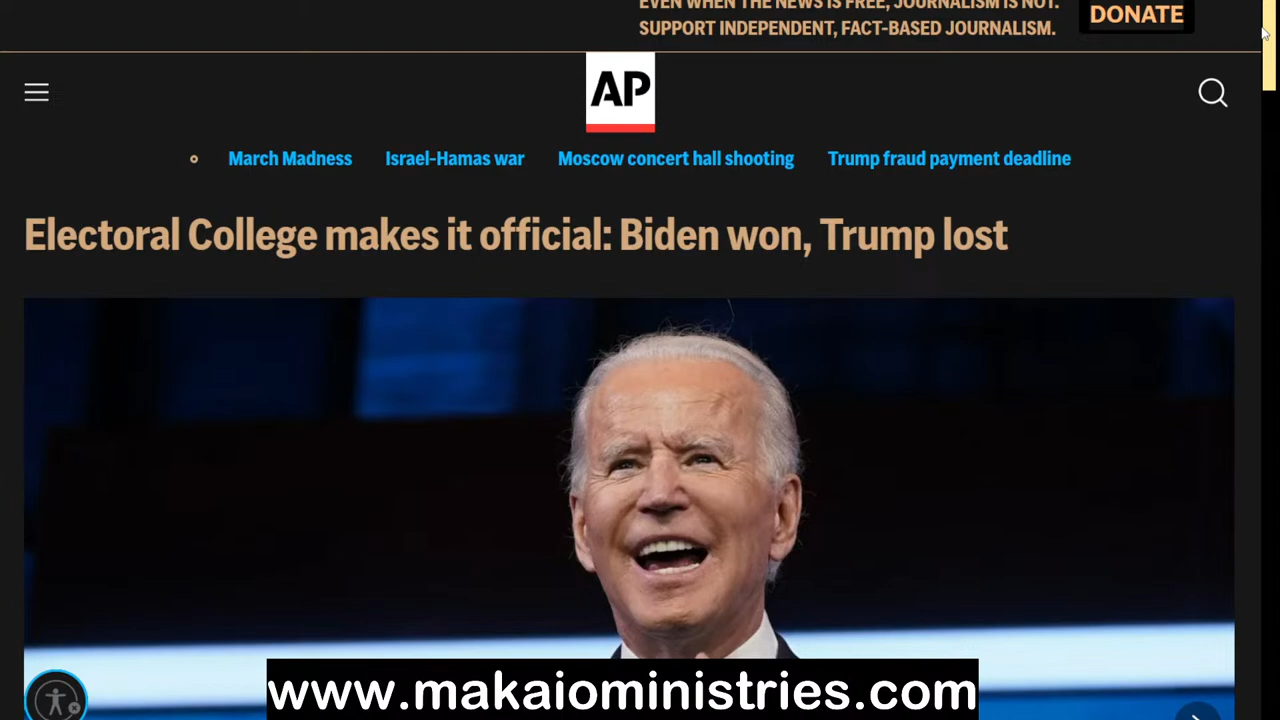 EVEN WHEN THE NEWS IS FREE, JOURNALISM IS NOT.
SUPPORT INDEPENDENT, FACT-BASED JOURNALISM.
DONATE
AP
March Madness Israel-Hamas war Moscow concert hall shooting Trump fraud payment deadline
Electoral College makes it official: Biden won, Trump lost
www.makaioministries.com